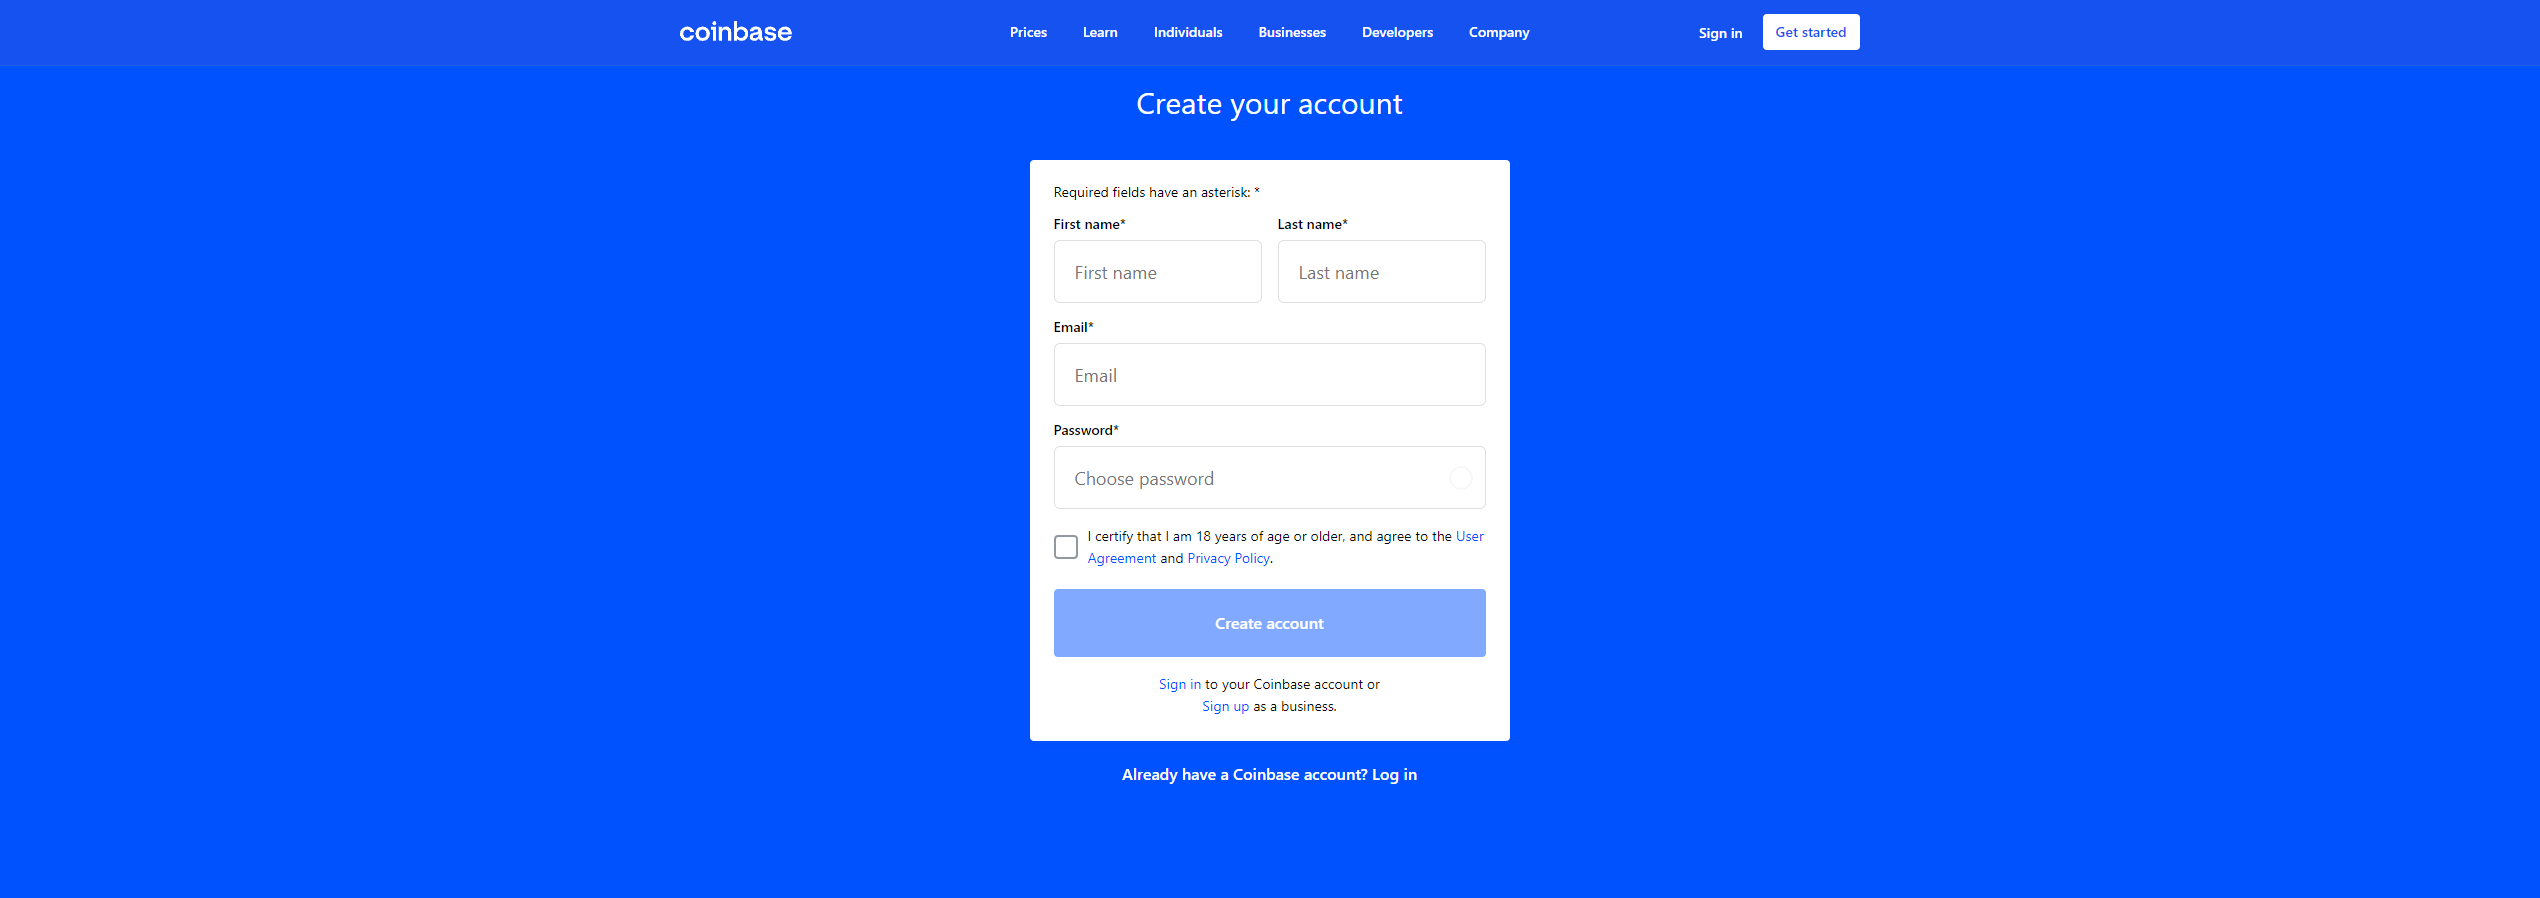 coinbase Prices Learn Individuals Businesses Developers Company Sign in Get started
Create your account
Required fields have an asterisk: *
First name* Last name*
First name Last name
Email*
Email
Password*
Choose password
I certify that I am 18 years of age or older, and agree to the User
Agreement and Privacy Policy.
Create account
Sign in to your Coinbase account or
Sign up as a business.
Already have a Coinbase account? Log in